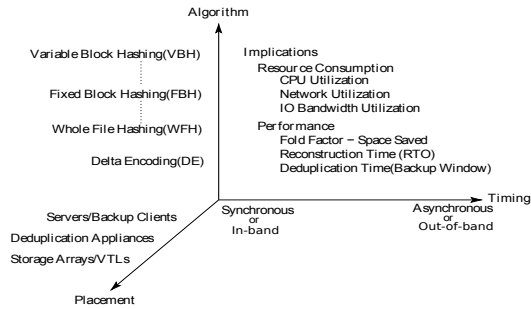 Algorithm
Variable Block Hashing(VBH)
Fixed Block Hashing(FBH)
Whole File Hashing(WFH)
Delta Encoding(DE)
Implications
Resource Consumption
CPU Utilization
Network Utilization
IO Bandwidth Utilization
Performance
Fold Factor − Space Saved
Reconstruction Time (RTO)
Deduplication Time(Backup Window)
Timing
Synchronous
or
In-band
Asynchronous
or
Out-of-band
Servers/Backup Clients
Deduplication Appliances
Storage Arrays/VTLs
Placement